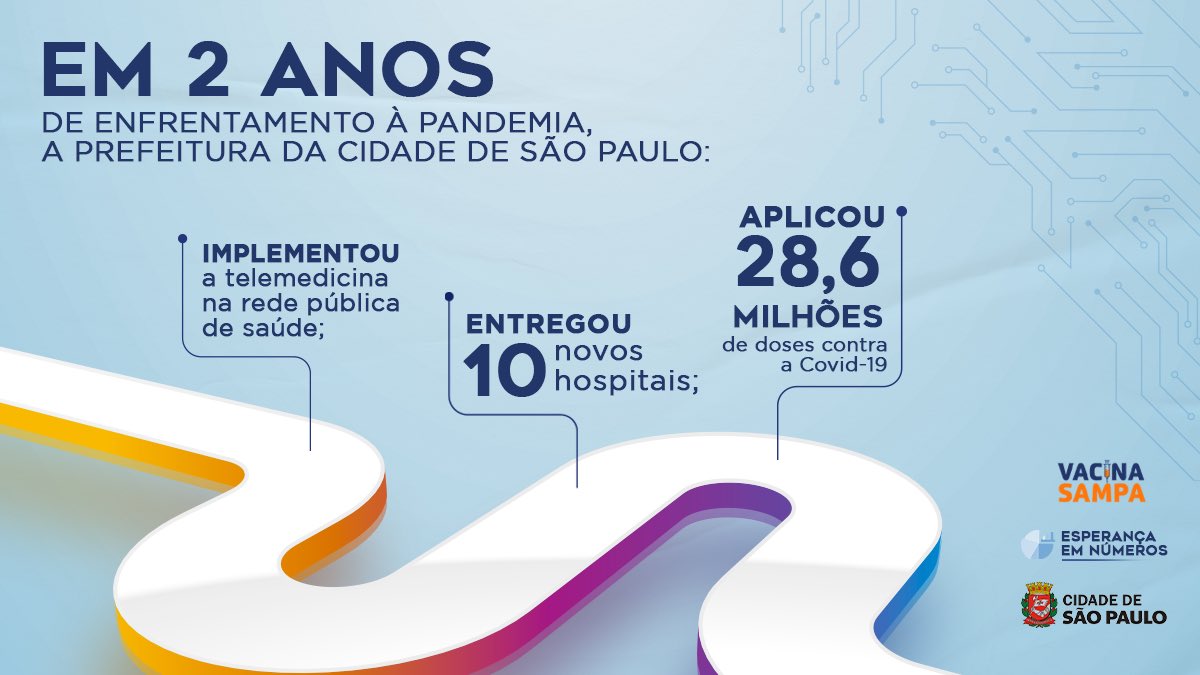 EM 2 ANOS
DE ENFRENTAMENTO À PANDEMIA,
A PREFEITURA DA CIDADE DE SÃO PAULO:
IMPLEMENTOU
a telemedicina
na rede pública
de saúde;
ENTREGOU
10 novos
hospitais;
APLICOU
28,6
MILHÕES
de doses contra
a Covid-19
VACINA
SAMPA
ESPERANÇA
EM NÚMEROS
CIDADE DE
SÃO PAULO